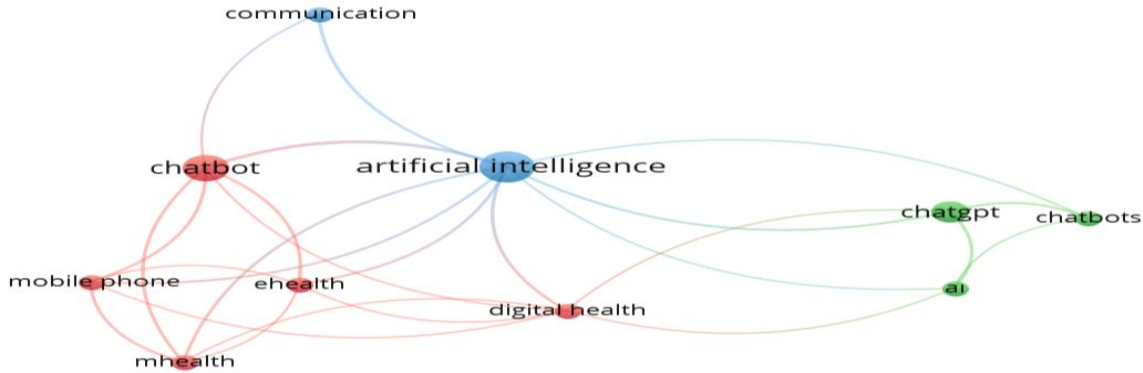 communication
chatbot
artificial intelligence
chatgpt
chatbots
mobile phone
ehealth
ai
digital health
mhealth